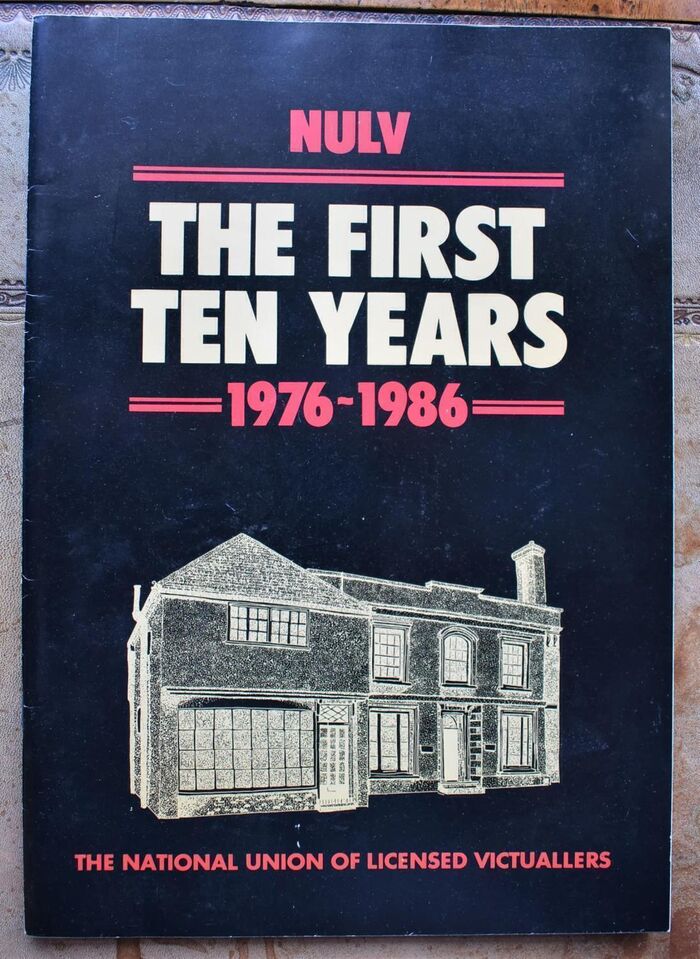 NULV
THE FIRST
TEN YEARS
1976~1986
THE NATIONAL UNION OF LICENSED VICTUALLERS